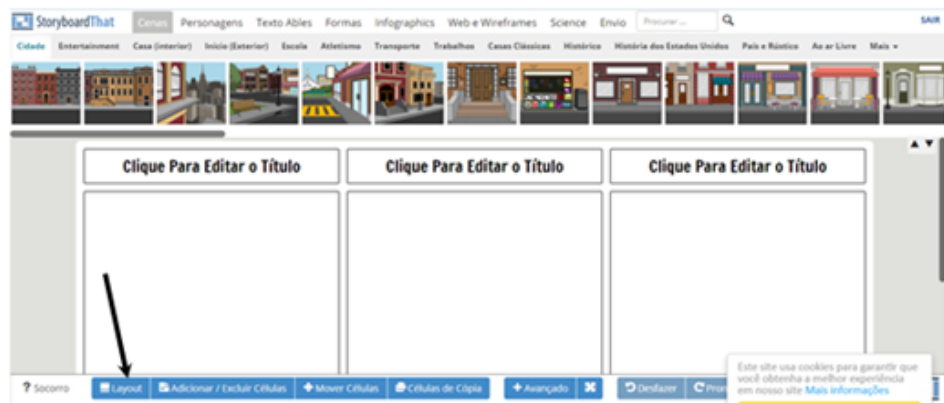 StoryboardThat Cenas Personagens Texto Ables Formas Infographics Web e Wireframes Science Envio Procurar... SAIR
Cidade Entertainment Casa (interior) Início (Exterior) Escola Atletismo Transporte Trabalhos Casas Clássicas Histórico História dos Estados Unidos País e Rústico Ao ar Livre Mais
Clique Para Editar o Título Clique Para Editar o Título Clique Para Editar o Título
? Socorro Layout Adicionar / Excluir Células Mover Células Células de Cópia + Avançado Desfazer
Este site usa cookies para garantir que
você obtenha a melhor experiência
em nosso site Mais informações